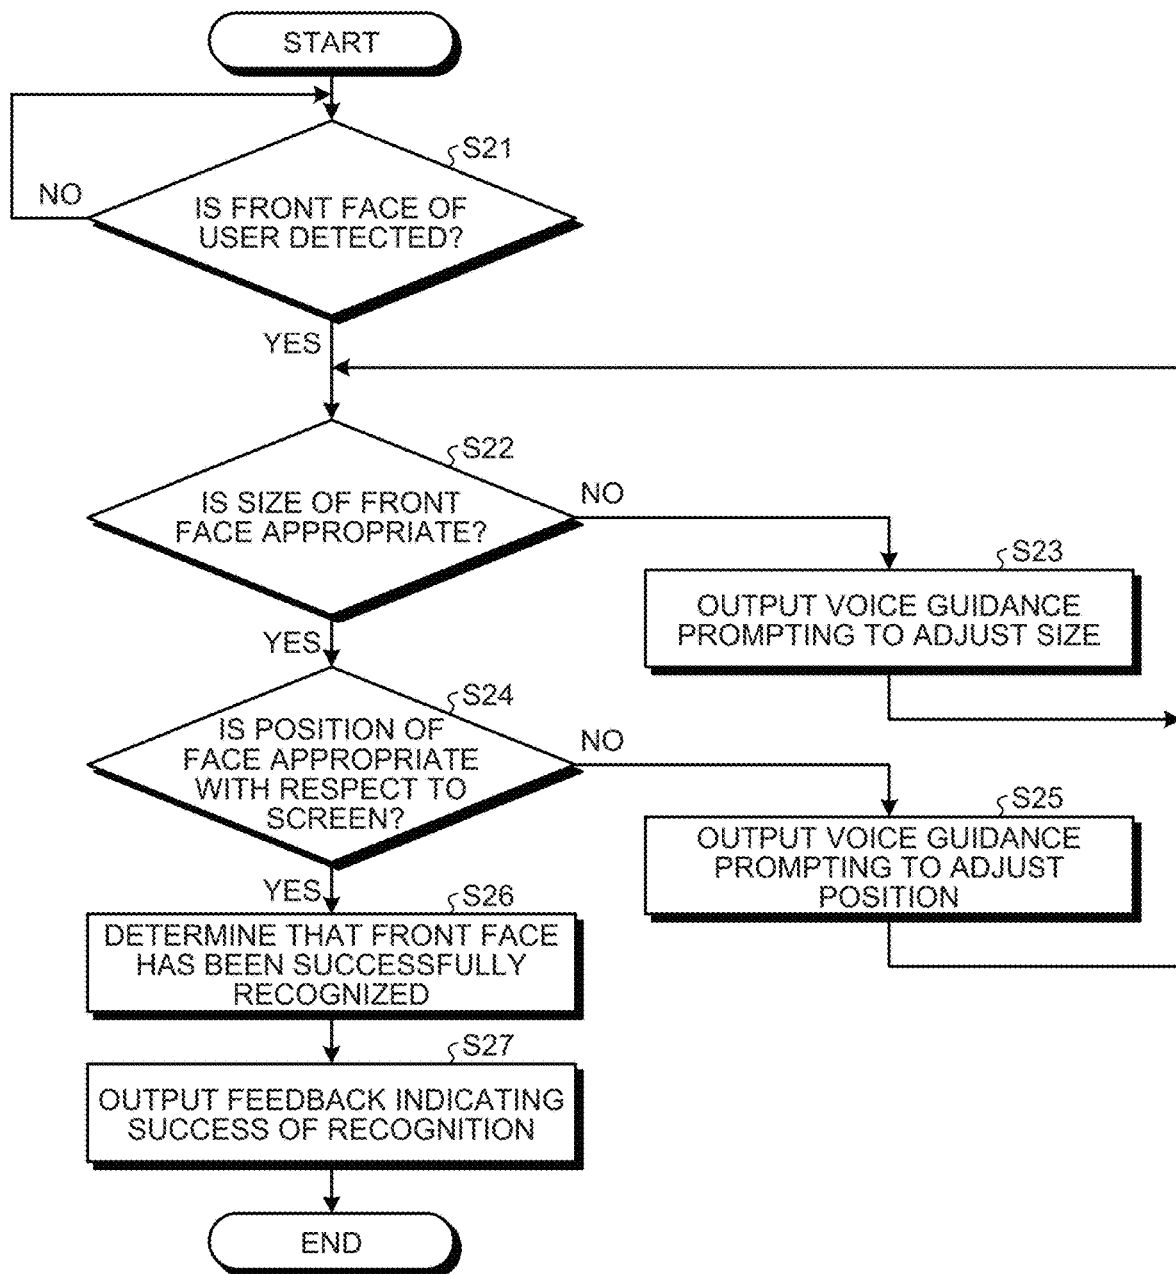 START
S21
NO
IS FRONT FACE OF
USER DETECTED?
YES
S22
IS SIZE OF FRONT
FACE APPROPRIATE?
NO
S23
OUTPUT VOICE GUIDANCE
PROMPTING TO ADJUST SIZE
YES
S24
IS POSITION OF
FACE APPROPRIATE
WITH RESPECT TO
SCREEN?
NO
S25
OUTPUT VOICE GUIDANCE
PROMPTING TO ADJUST
POSITION
YES
S26
DETERMINE THAT FRONT FACE
HAS BEEN SUCCESSFULLY
RECOGNIZED
S27
OUTPUT FEEDBACK INDICATING
SUCCESS OF RECOGNITION
END